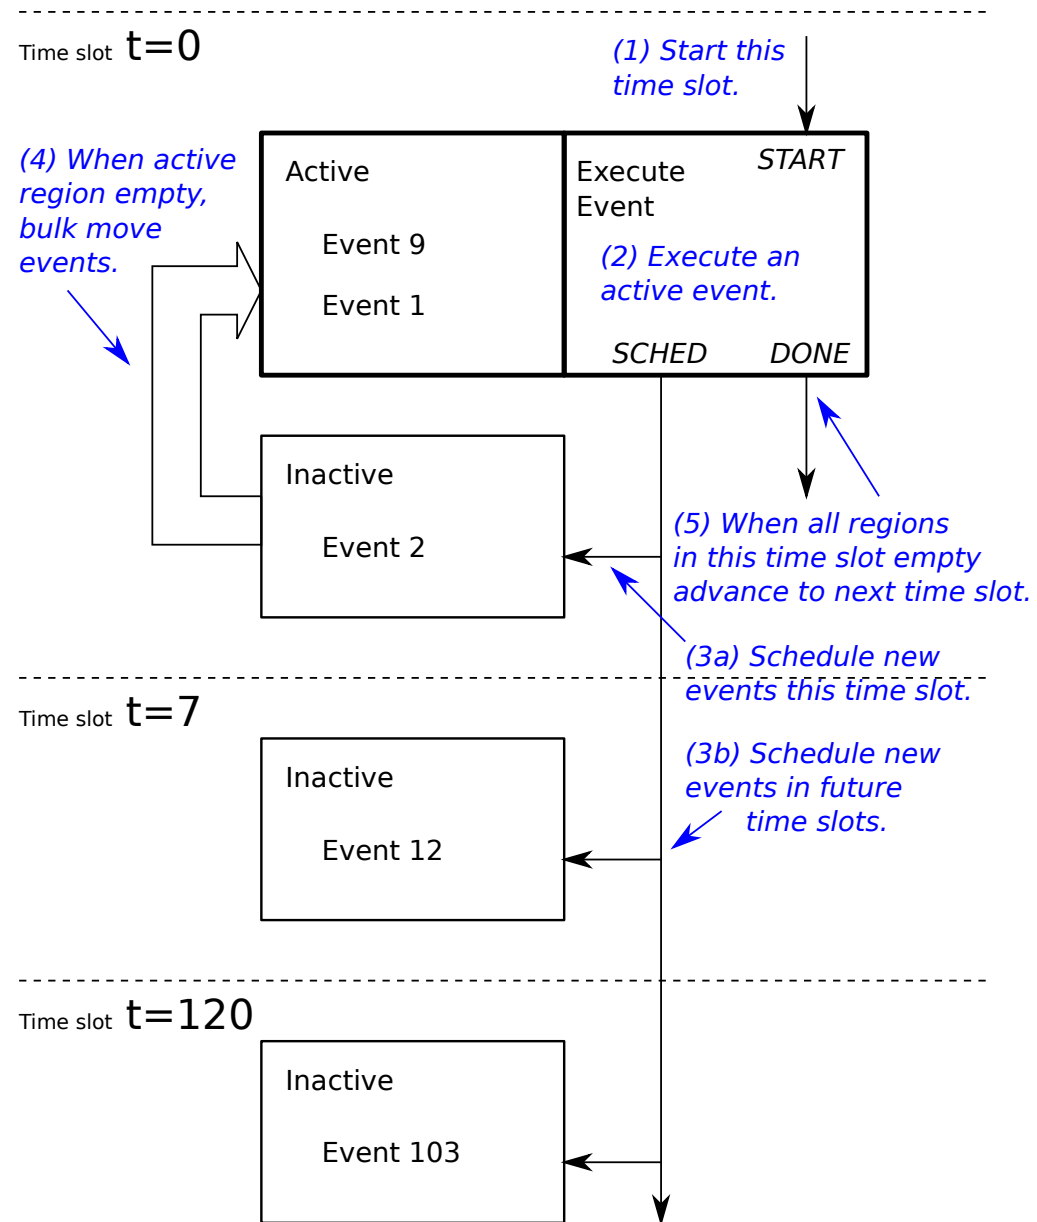 Time slot t=0
(1) Start this
time slot.
(4) When active
region empty,
bulk move
events.
Active
Event 9
Event 1
Execute
Event
START
(2) Execute an
active event.
SCHED DONE
Inactive
Event 2
(5) When all regions
in this time slot empty
advance to next time slot.
(3a) Schedule new
events this time slot.
Time slot t=7
Inactive
Event 12
(3b) Schedule new
events in future
time slots.
Time slot t=120
Inactive
Event 103